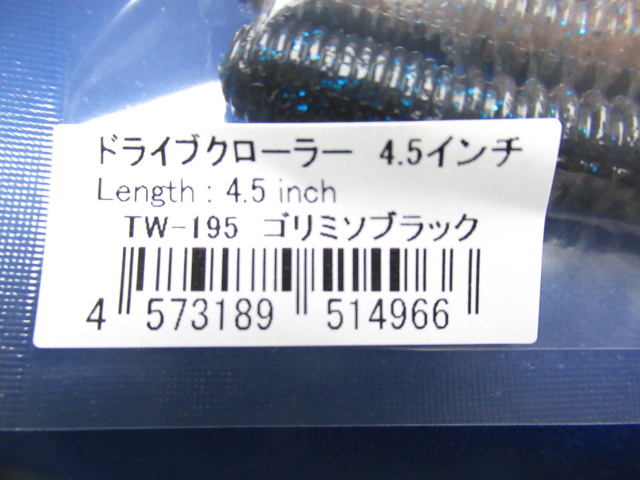 ドライブクローラー 4.5インチ
Length : 4.5 inch
TW-195 ゴリミソブラック
4 573189 514966